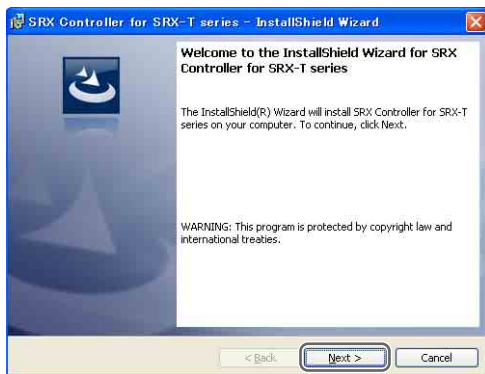 SRX Controller for SRX-T series - InstallShield Wizard
Welcome to the InstallShield Wizard for SRX
Controller for SRX-T series
The InstallShield(R) Wizard will install SRX Controller for SRX-T
series on your computer. To continue, click Next.
WARNING: This program is protected by copyright law and
international treaties.
< Back
Next >
Cancel